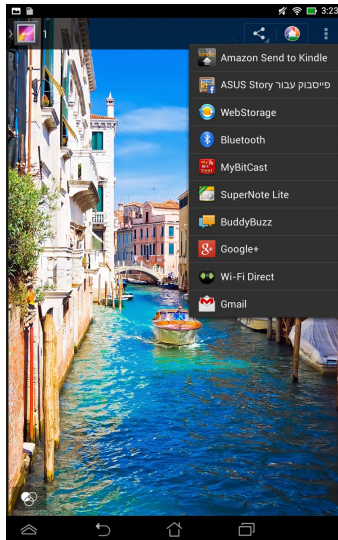 3:23
1
Amazon Send to Kindle
ASUS Story עבור פייסבוק
WebStorage
Bluetooth
MyBitCast
SuperNote Lite
BuddyBuzz
Google+
Wi-Fi Direct
Gmail